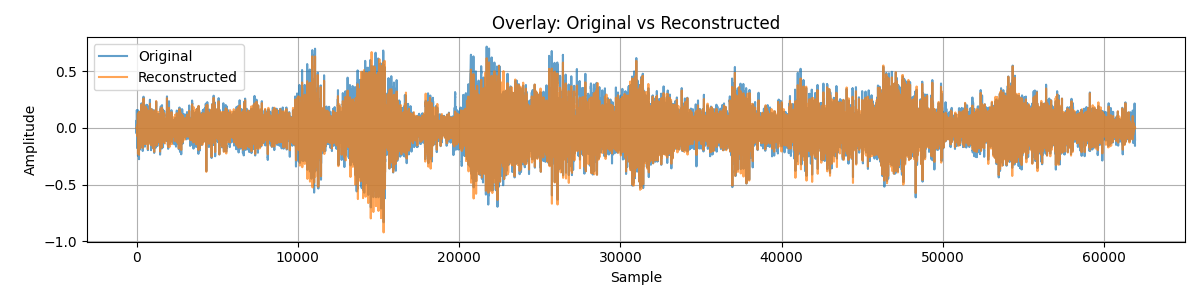 Overlay: Original vs Reconstructed
Original
Reconstructed
Amplitude
0.5
0.0
−0.5
−1.0
0 10000 20000 30000 40000 50000 60000
Sample